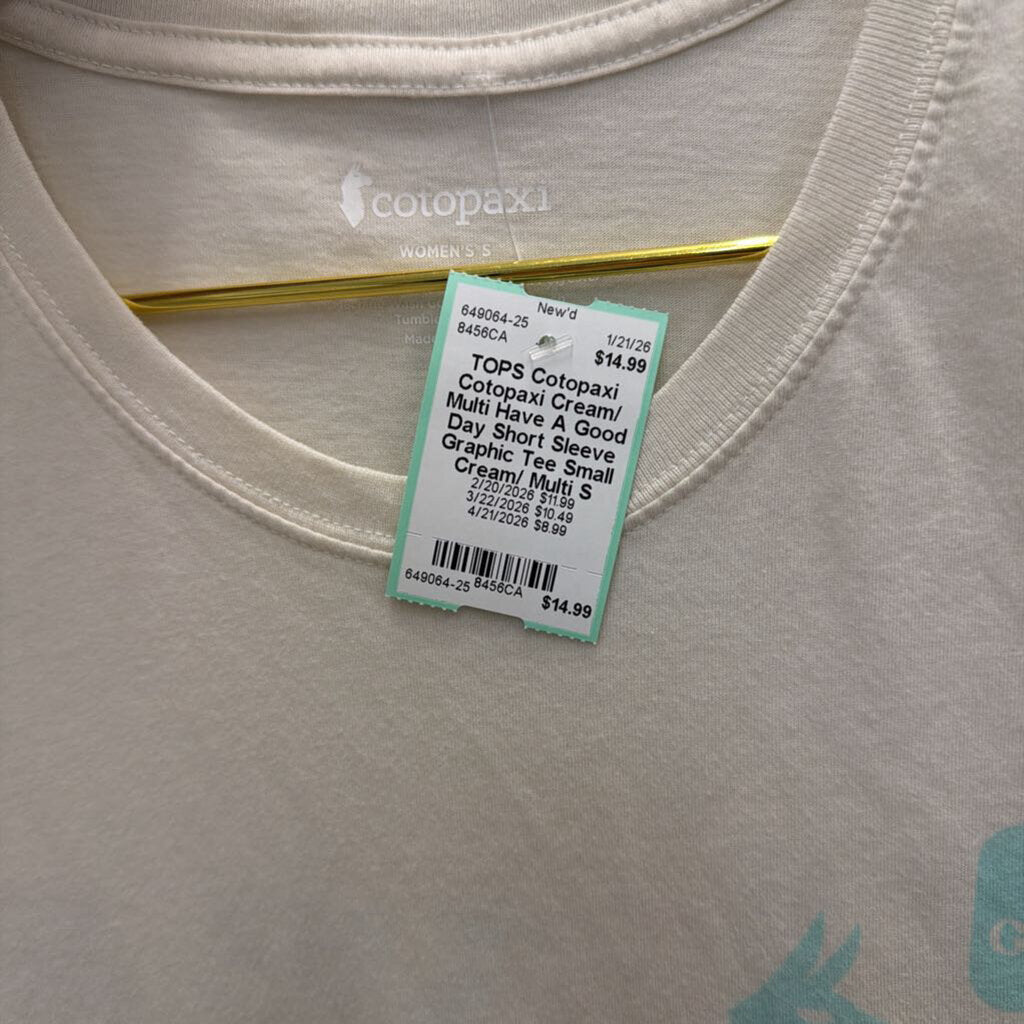 cotopaxi
WOMEN'S S
Tumble
Made
New'd
649064-25
8456CA
1/21/26
$14.99
TOPS Cotopaxi
Cotopaxi Cream/
Multi Have A Good
Day Short Sleeve
Graphic Tee Small
Cream/ Multi S
2/20/2026 $11.99
3/22/2026 $10.49
4/21/2026 $8.99
649064-25 8456CA
$14.99